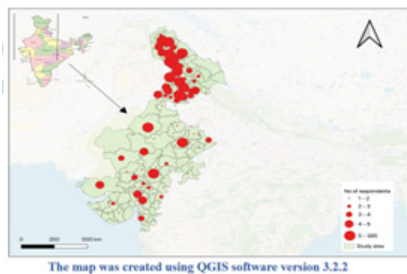 No of respondents
1 - 2
2 - 3
3 - 4
4 - 5
5 - 385
Study area
0
250
500 km
The map was created using QGIS software version 3.2.2